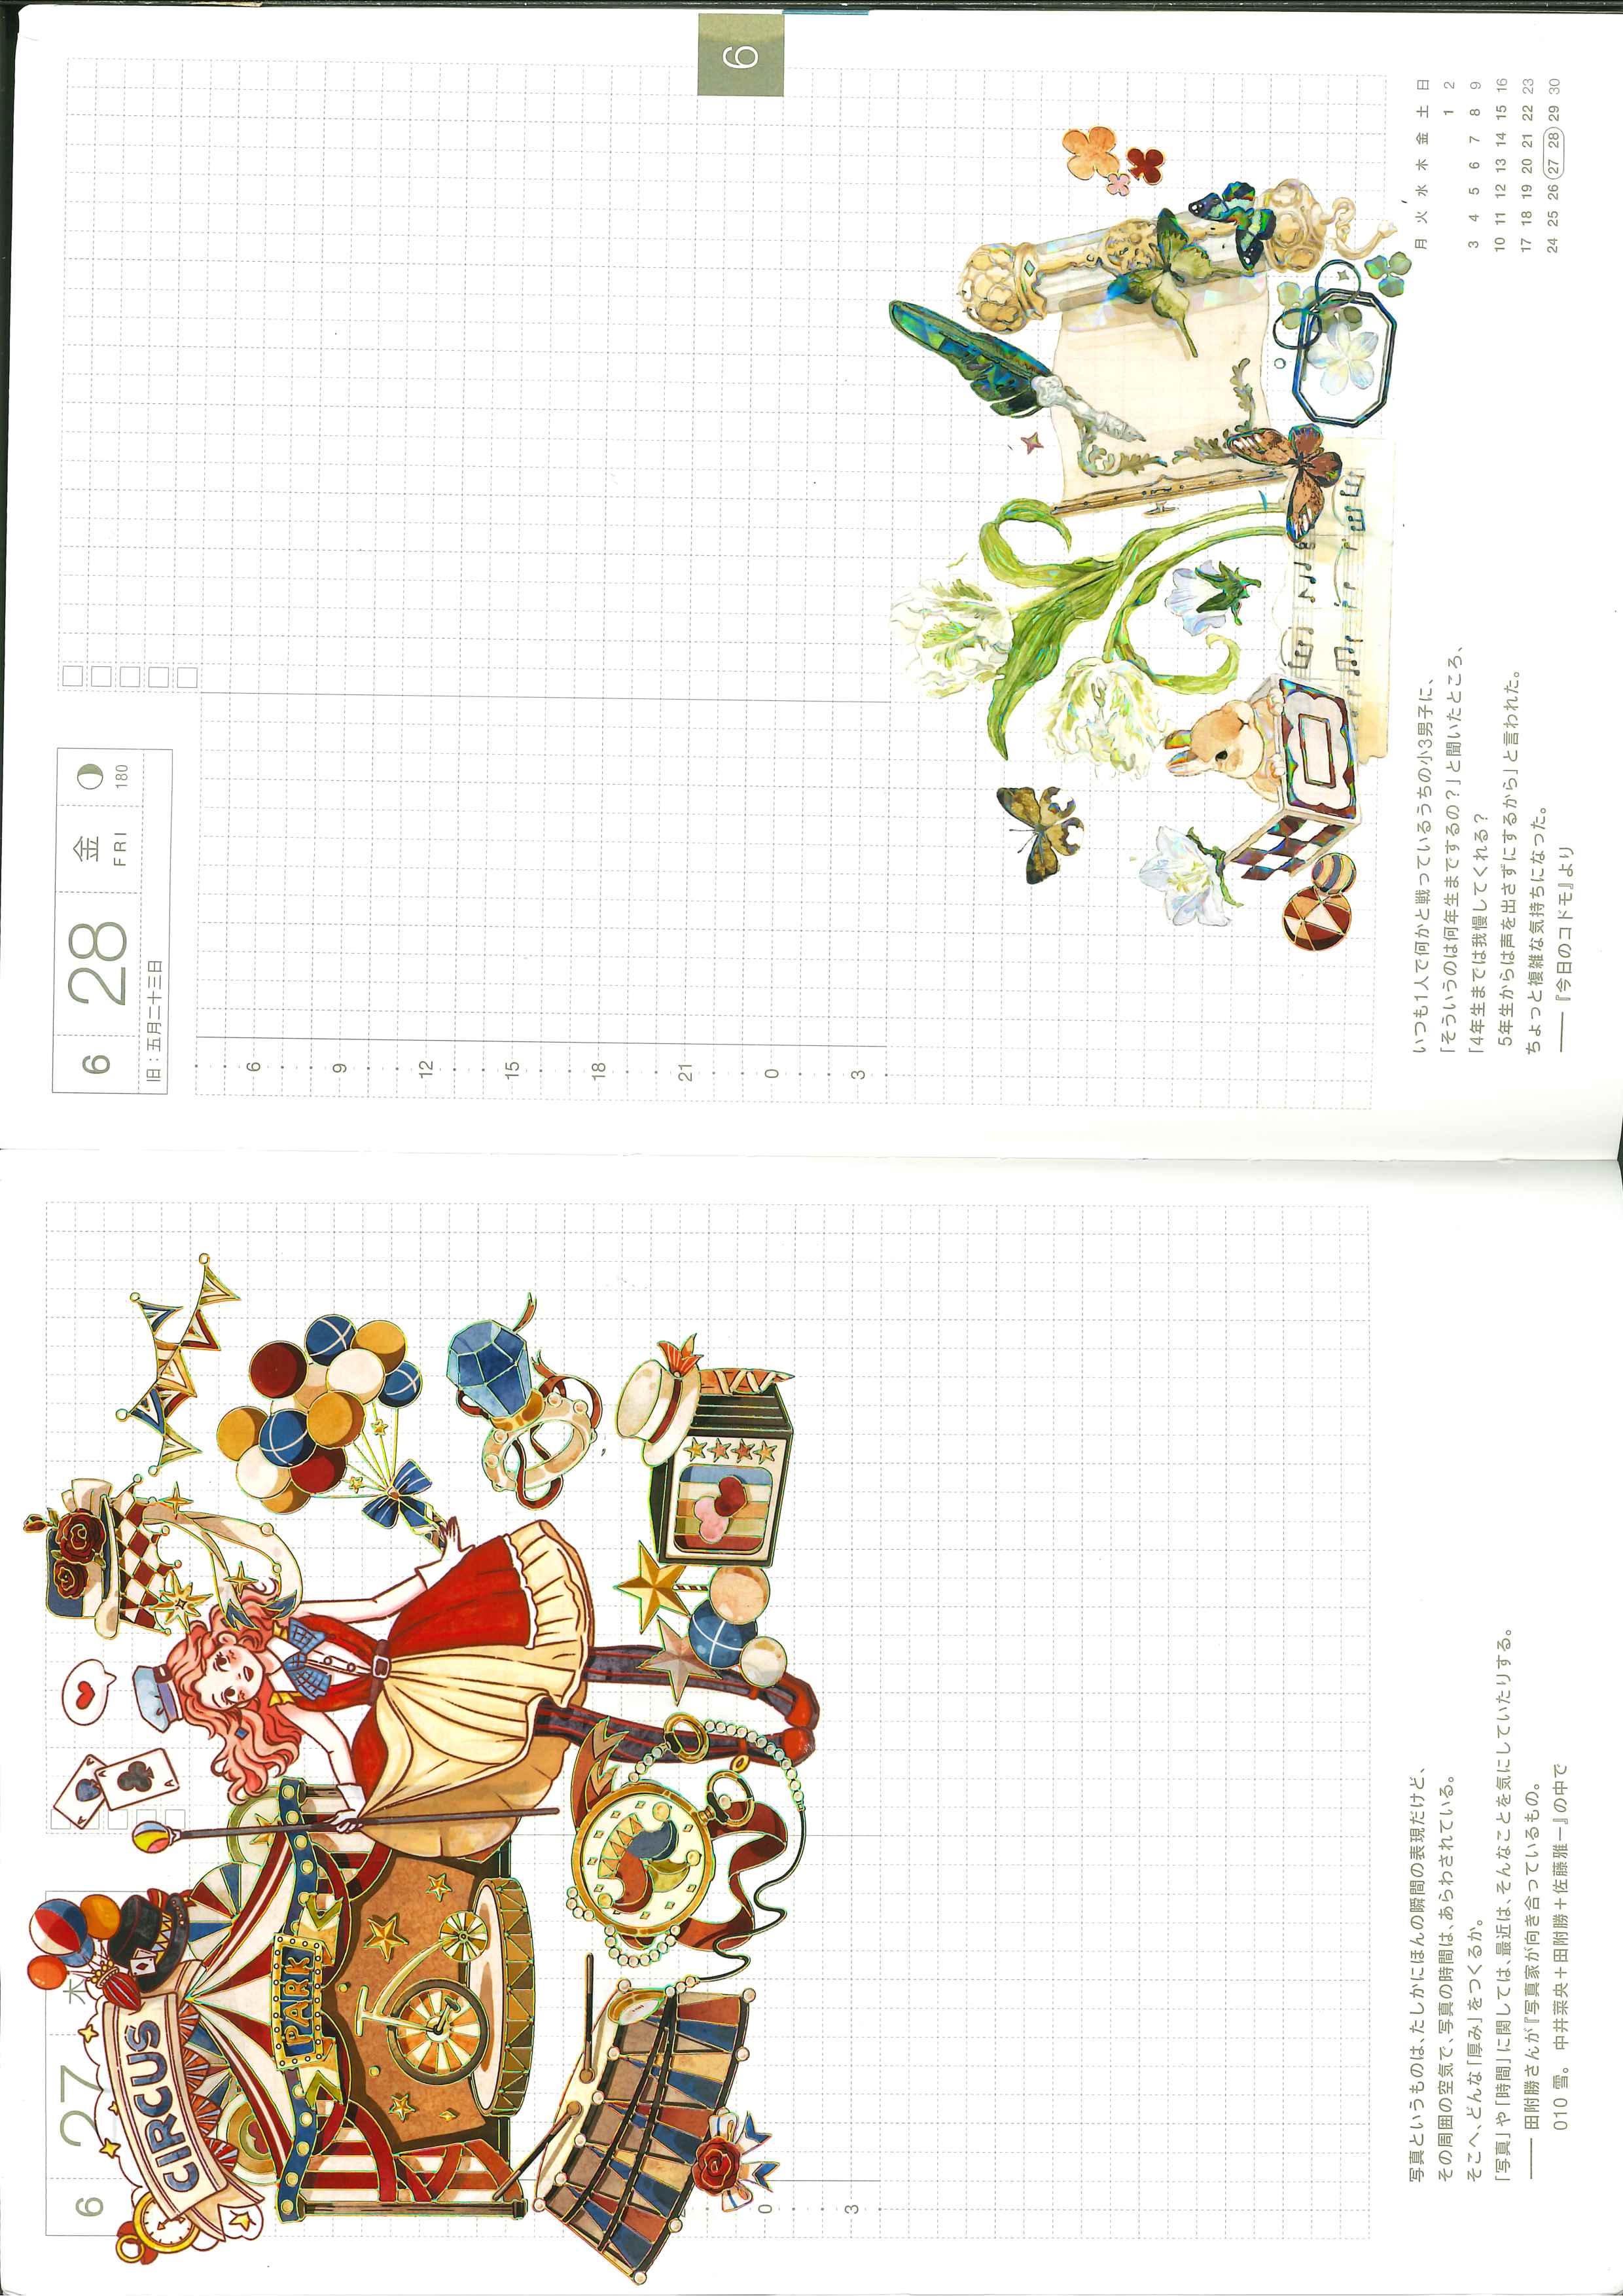 6 27 木
CIRCUS
PARK
A
A
A
A
0
3
写真というものは、たしかにほんの瞬間の表現だけど、
その周囲の空気で、写真の時間は、あらわされている。
そこへ、どんな「厚み」をつくるか。
「写真」や「時間」に関しては、最近は、そんなことを気にしていたりする。
―― 田附勝さんが『写真家が向き合っているもの。
010 雪。 中井菜央＋田附勝＋佐藤雅一』の中で
6 28 金 FRI 180
旧：五月二十三日
6
9
12
15
18
21
0
3
6
いつも1人で何かと戦っているうちの小3男子に、
「そういうのは何年生までするの？」と聞いたところ、
「4年生までは我慢してくれる？
5年生からは声を出さずにするから」と言われた。
ちょっと複雑な気持ちになった。
―― 『今日のコドモ』より
月 火 水 木 金 土 日
1 2
3 4 5 6 7 8 9
10 11 12 13 14 15 16
17 18 19 20 21 22 23
24 25 26 27 28 29 30